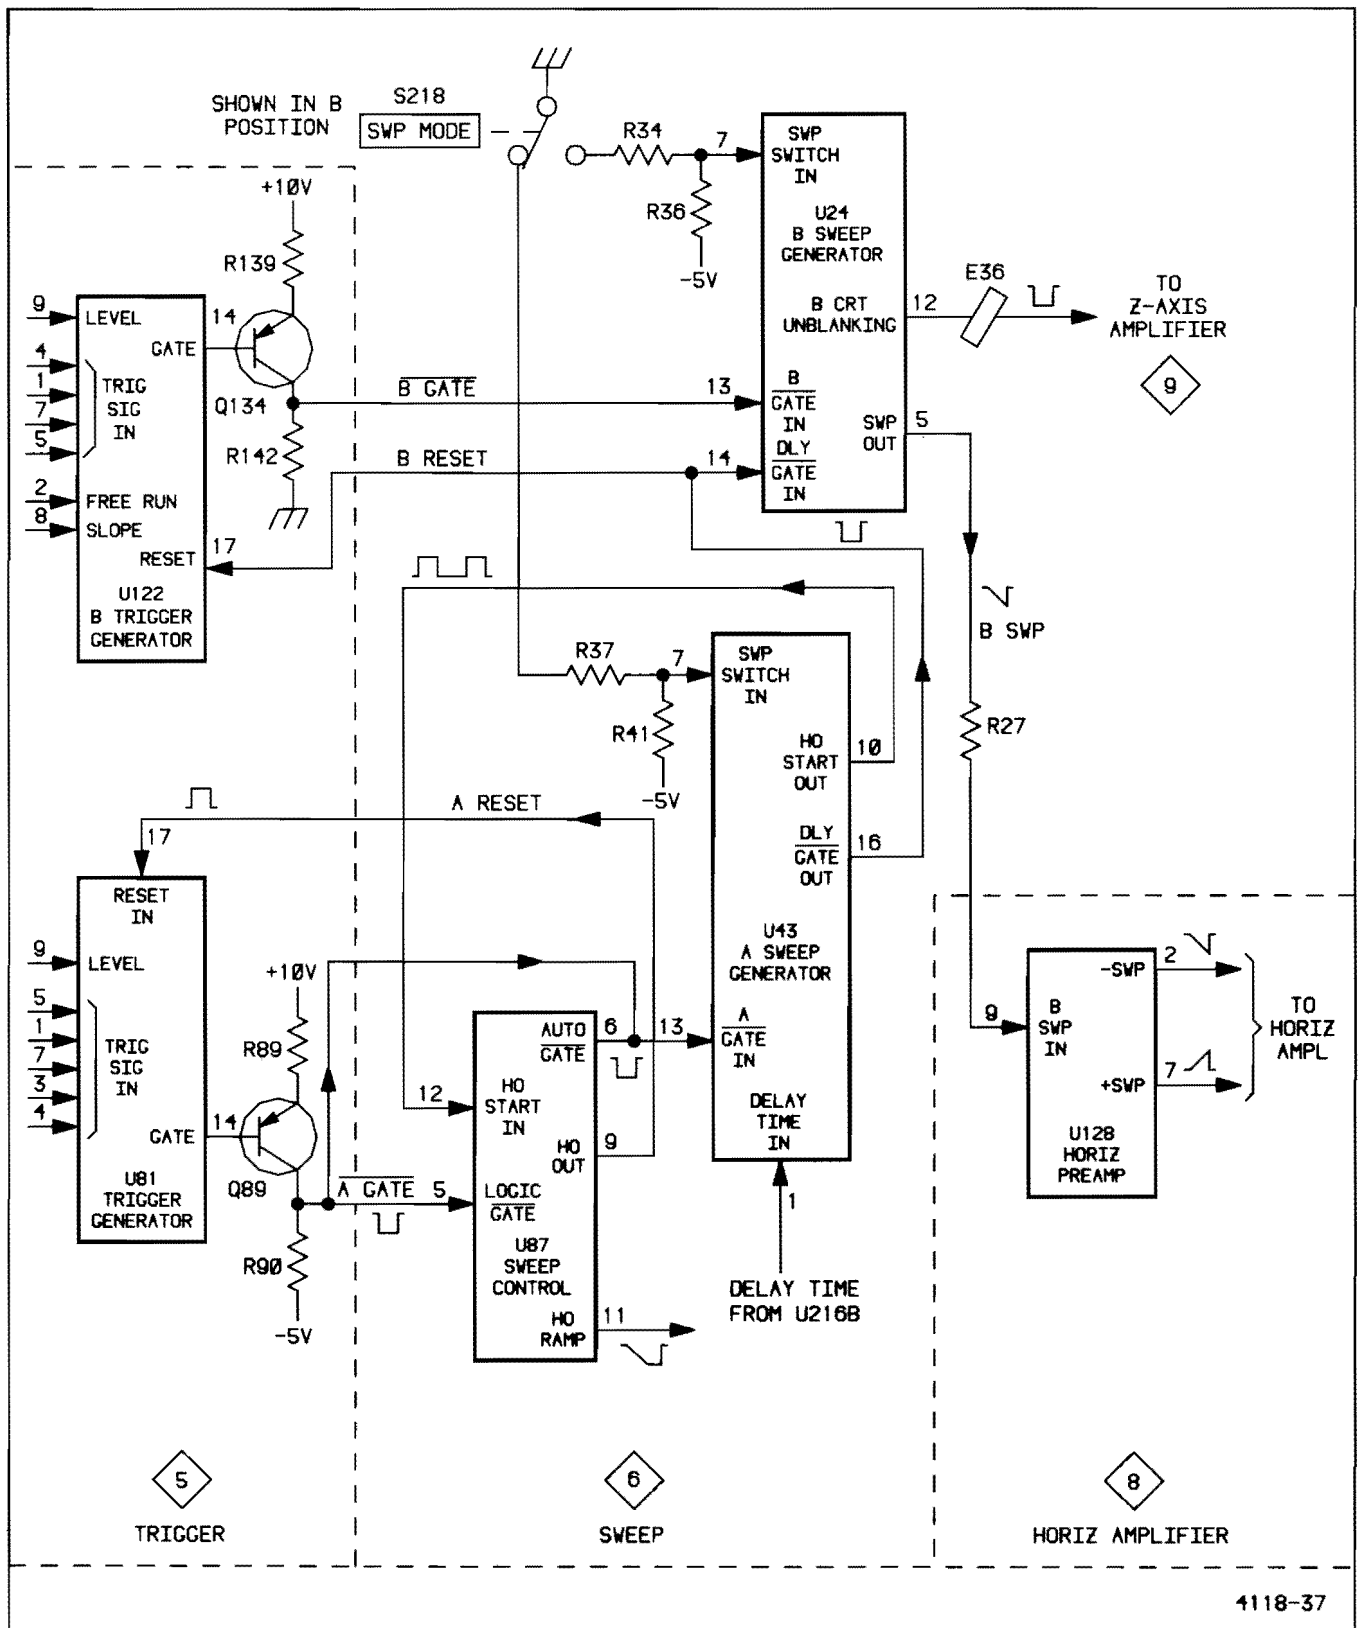 SHOWN IN B
POSITION
S218
SWP MODE
R34
7
SWP
SWITCH
IN
R36
-5V
U24
B SWEEP
GENERATOR
B CRT
UNBLANKING
12
E36
TO
Z-AXIS
AMPLIFIER
9
B
GATE
IN
13
DLY
GATE
IN
14
SWP
OUT
5
+10V
R139
14
9
LEVEL
GATE
4
1
7
5
TRIG
SIG
IN
Q134
R142
B GATE
B RESET
2
FREE RUN
8
SLOPE
RESET
17
U122
B TRIGGER
GENERATOR
B SWP
R27
R37
7
SWP
SWITCH
IN
R41
-5V
HO
START
OUT
10
DLY
GATE
OUT
16
U43
A SWEEP
GENERATOR
A
GATE
IN
13
DELAY
TIME
IN
1
DELAY TIME
FROM U216B
A RESET
17
RESET
IN
9
LEVEL
5
1
7
3
4
TRIG
SIG
IN
GATE
14
U81
TRIGGER
GENERATOR
+10V
R89
Q89
R90
-5V
A GATE
5
AUTO
GATE
6
12
HO
START
IN
HO
OUT
9
LOGIC
GATE
U87
SWEEP
CONTROL
HO
RAMP
11
9
B
SWP
IN
-SWP
2
+SWP
7
U12B
HORIZ
PREAMP
TO
HORIZ
AMPL
5
TRIGGER
6
SWEEP
8
HORIZ AMPLIFIER
4118-37